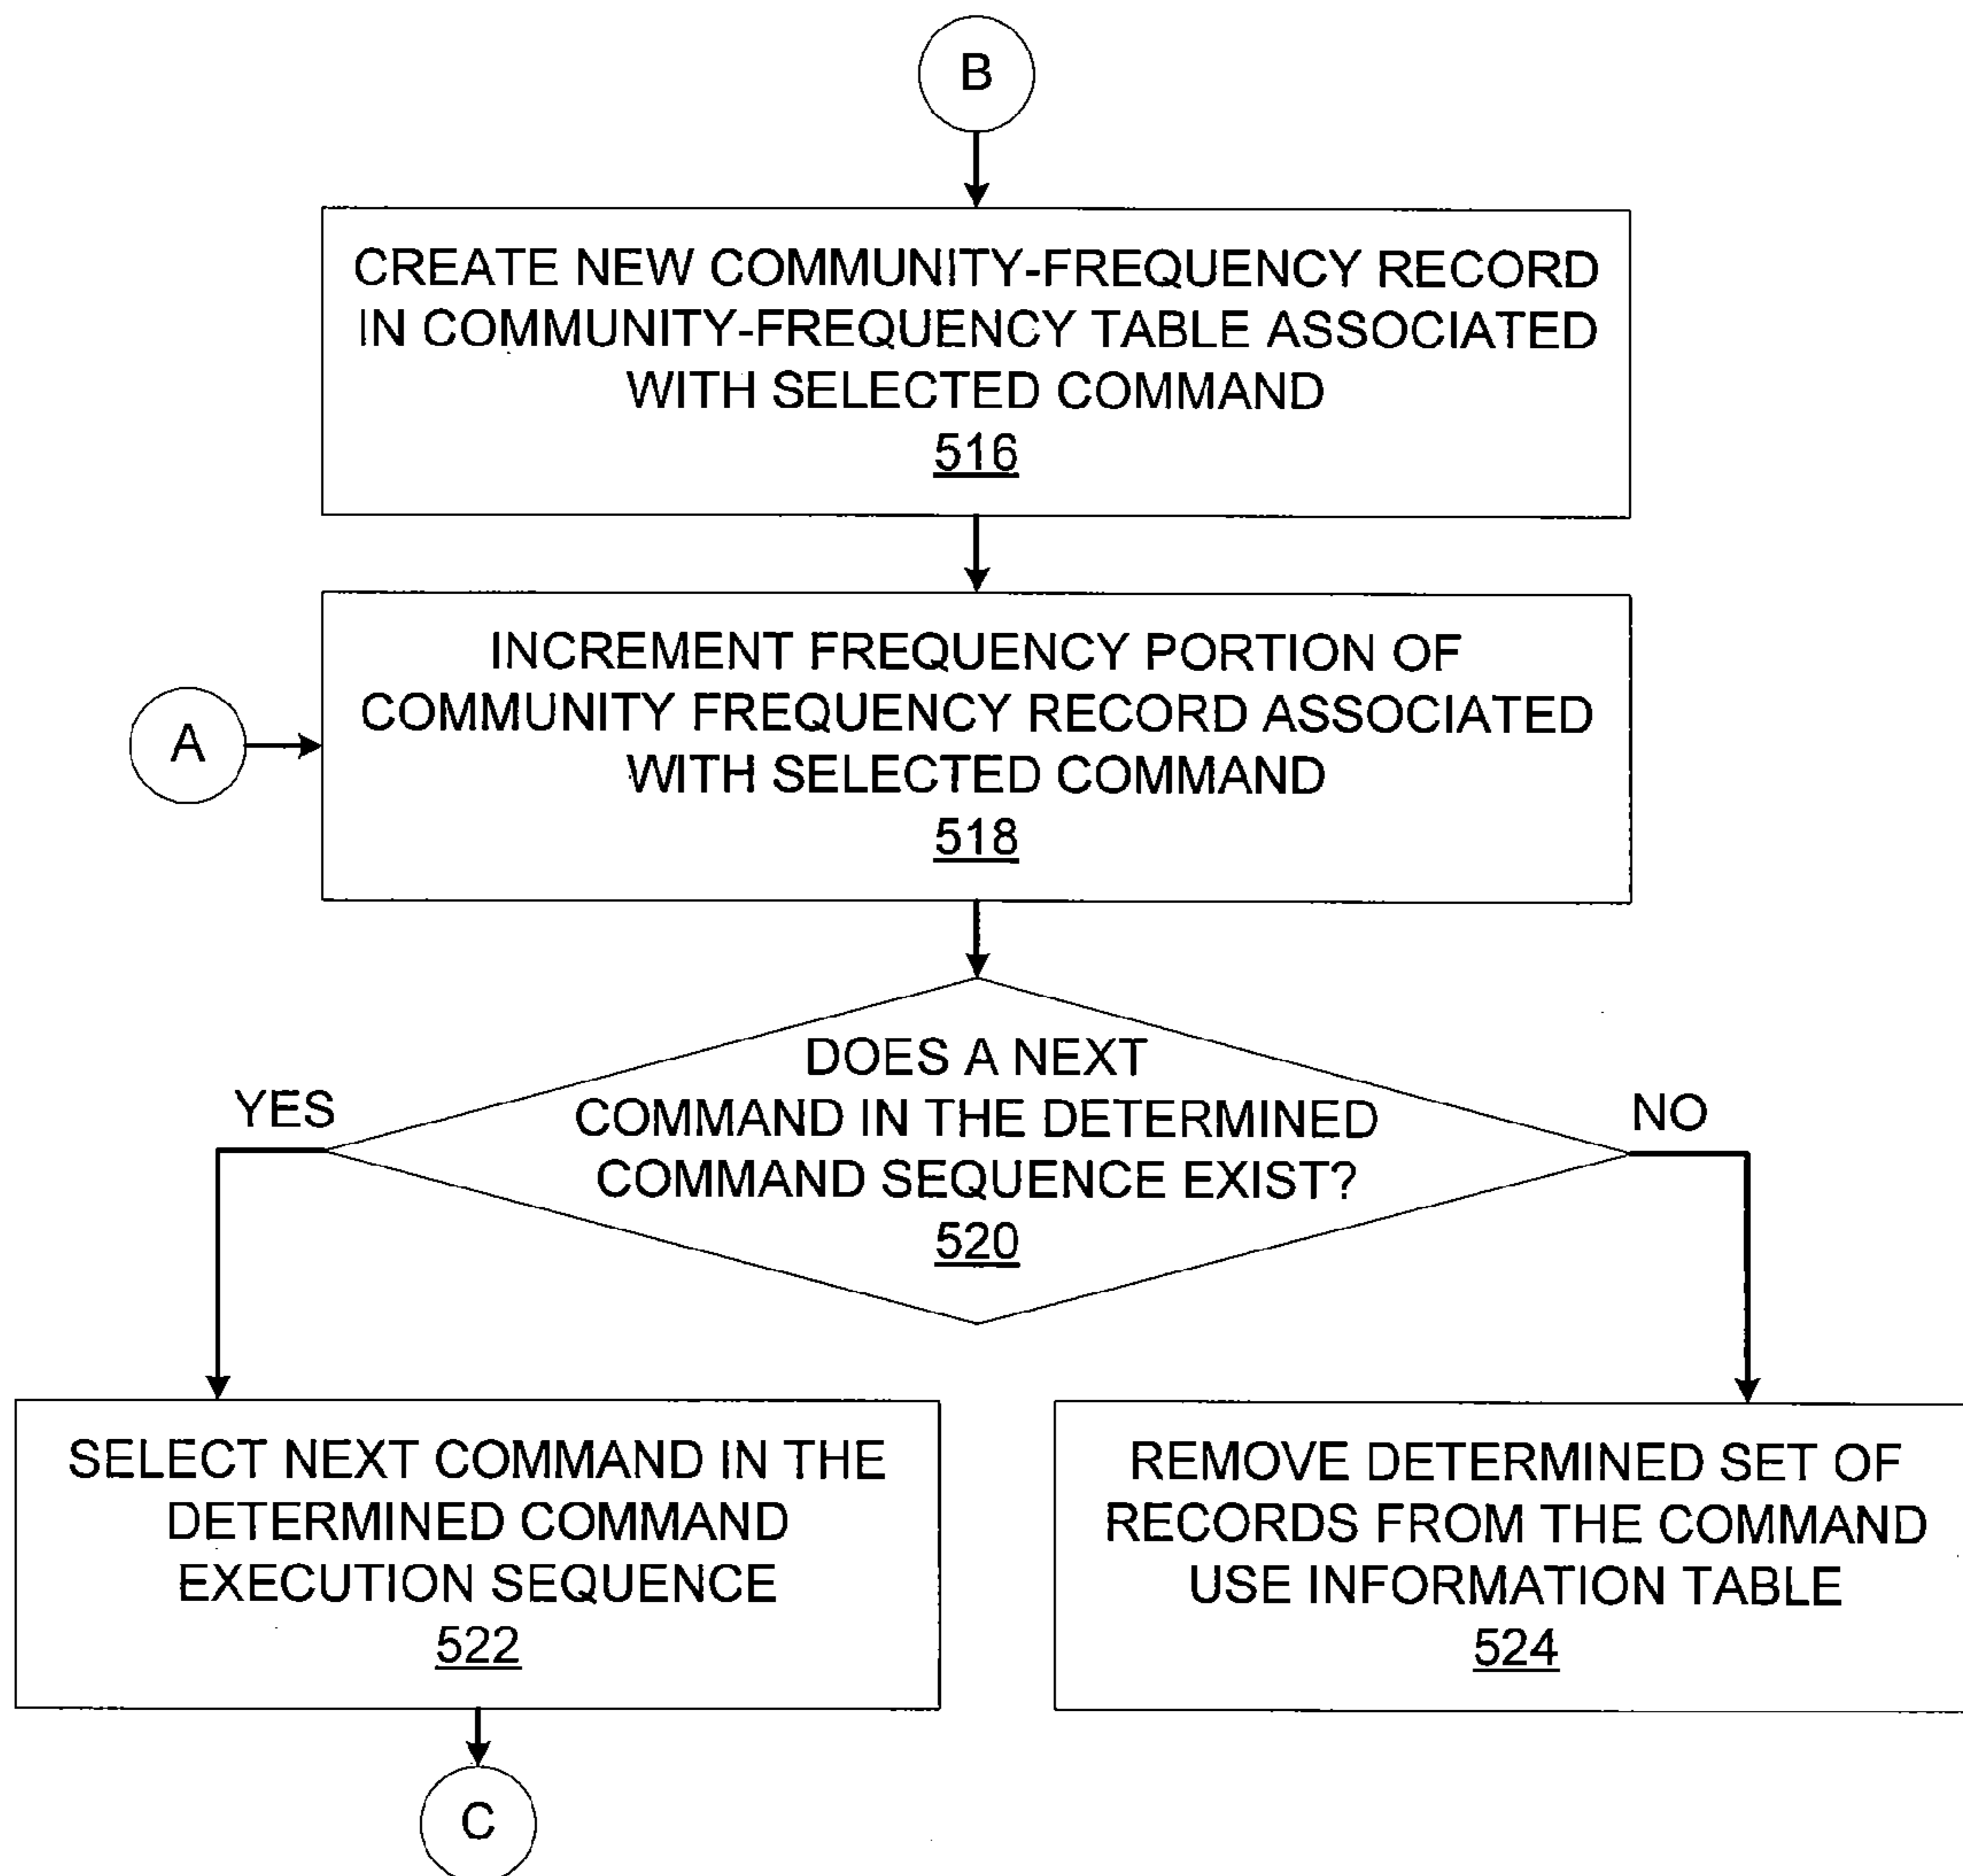 B
CREATE NEW COMMUNITY-FREQUENCY RECORD
IN COMMUNITY-FREQUENCY TABLE ASSOCIATED
WITH SELECTED COMMAND
516
INCREMENT FREQUENCY PORTION OF
COMMUNITY FREQUENCY RECORD ASSOCIATED
WITH SELECTED COMMAND
518
A
DOES A NEXT
COMMAND IN THE DETERMINED
COMMAND SEQUENCE EXIST?
520
YES
NO
SELECT NEXT COMMAND IN THE
DETERMINED COMMAND
EXECUTION SEQUENCE
522
REMOVE DETERMINED SET OF
RECORDS FROM THE COMMAND
USE INFORMATION TABLE
524
C